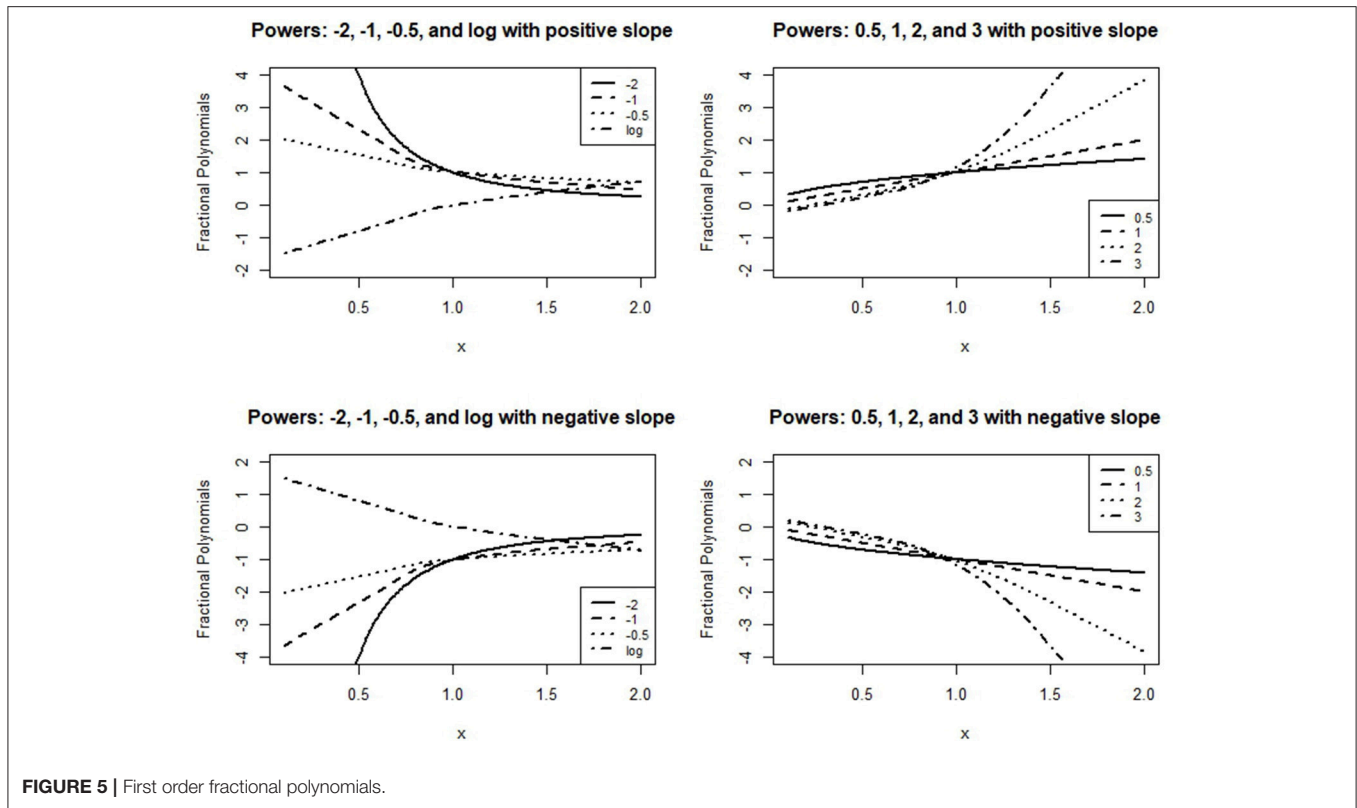 Powers: -2, -1, -0.5, and log with positive slope
Fractional Polynomials
4
3
2
1
0
-1
-2
-2
-1
-0.5
log
0.5 1.0 1.5 2.0
x
Powers: 0.5, 1, 2, and 3 with positive slope
Fractional Polynomials
4
3
2
1
0
-1
-2
0.5
1
2
3
0.5 1.0 1.5 2.0
x
Powers: -2, -1, -0.5, and log with negative slope
Fractional Polynomials
2
1
0
-1
-2
-3
-4
-2
-1
-0.5
log
0.5 1.0 1.5 2.0
x
Powers: 0.5, 1, 2, and 3 with negative slope
Fractional Polynomials
2
1
0
-1
-2
-3
-4
0.5
1
2
3
0.5 1.0 1.5 2.0
x
FIGURE 5 | First order fractional polynomials.